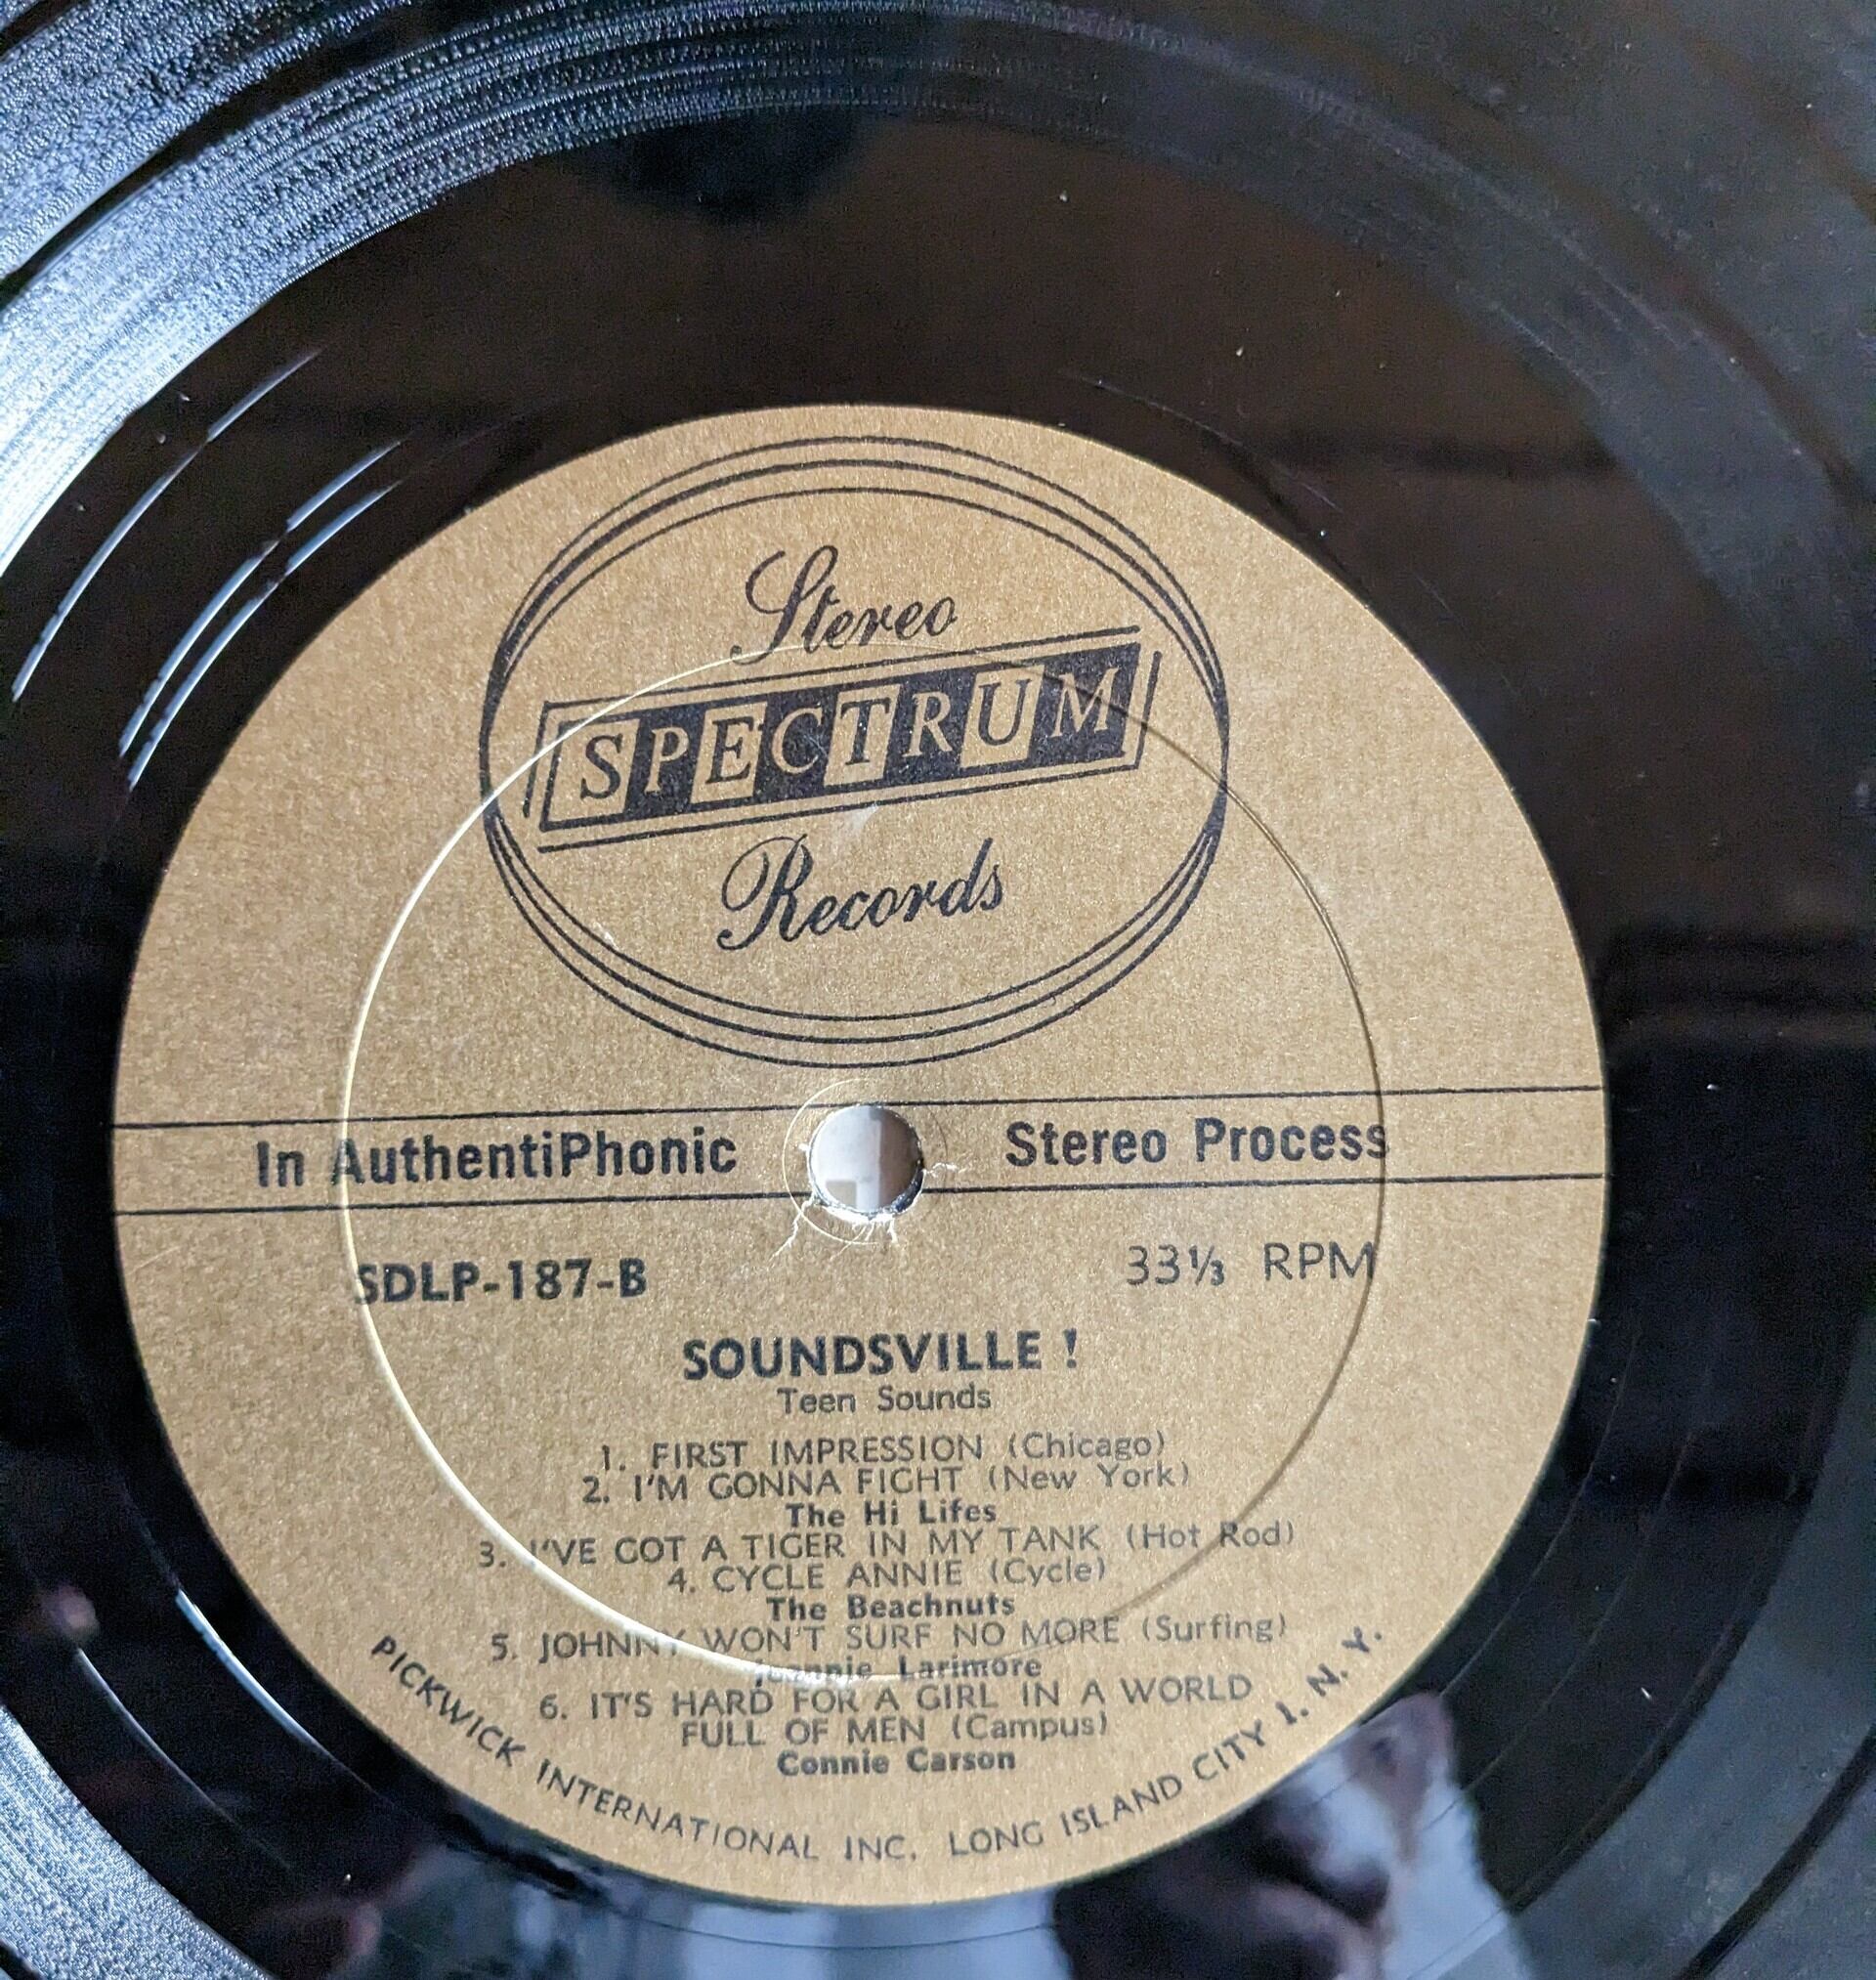 Stereo
SPECTRUM
Records
In AuthentiPhonic Stereo Process
SDLP-187-B 33⅓ RPM
SOUNDSVILLE !
Teen Sounds
1. FIRST IMPRESSION (Chicago)
2. I'M GONNA FIGHT (New York)
The Hi Lifes
3. I'VE GOT A TIGER IN MY TANK (Hot Rod)
4. CYCLE ANNIE (Cycle)
The Beachnuts
5. JOHNNY WON'T SURF NO MORE (Surfing)
Jeannie Larimore
6. IT'S HARD FOR A GIRL IN A WORLD
FULL OF MEN (Campus)
Connie Carson
PICKWICK INTERNATIONAL INC. LONG ISLAND CITY 1. N. Y.